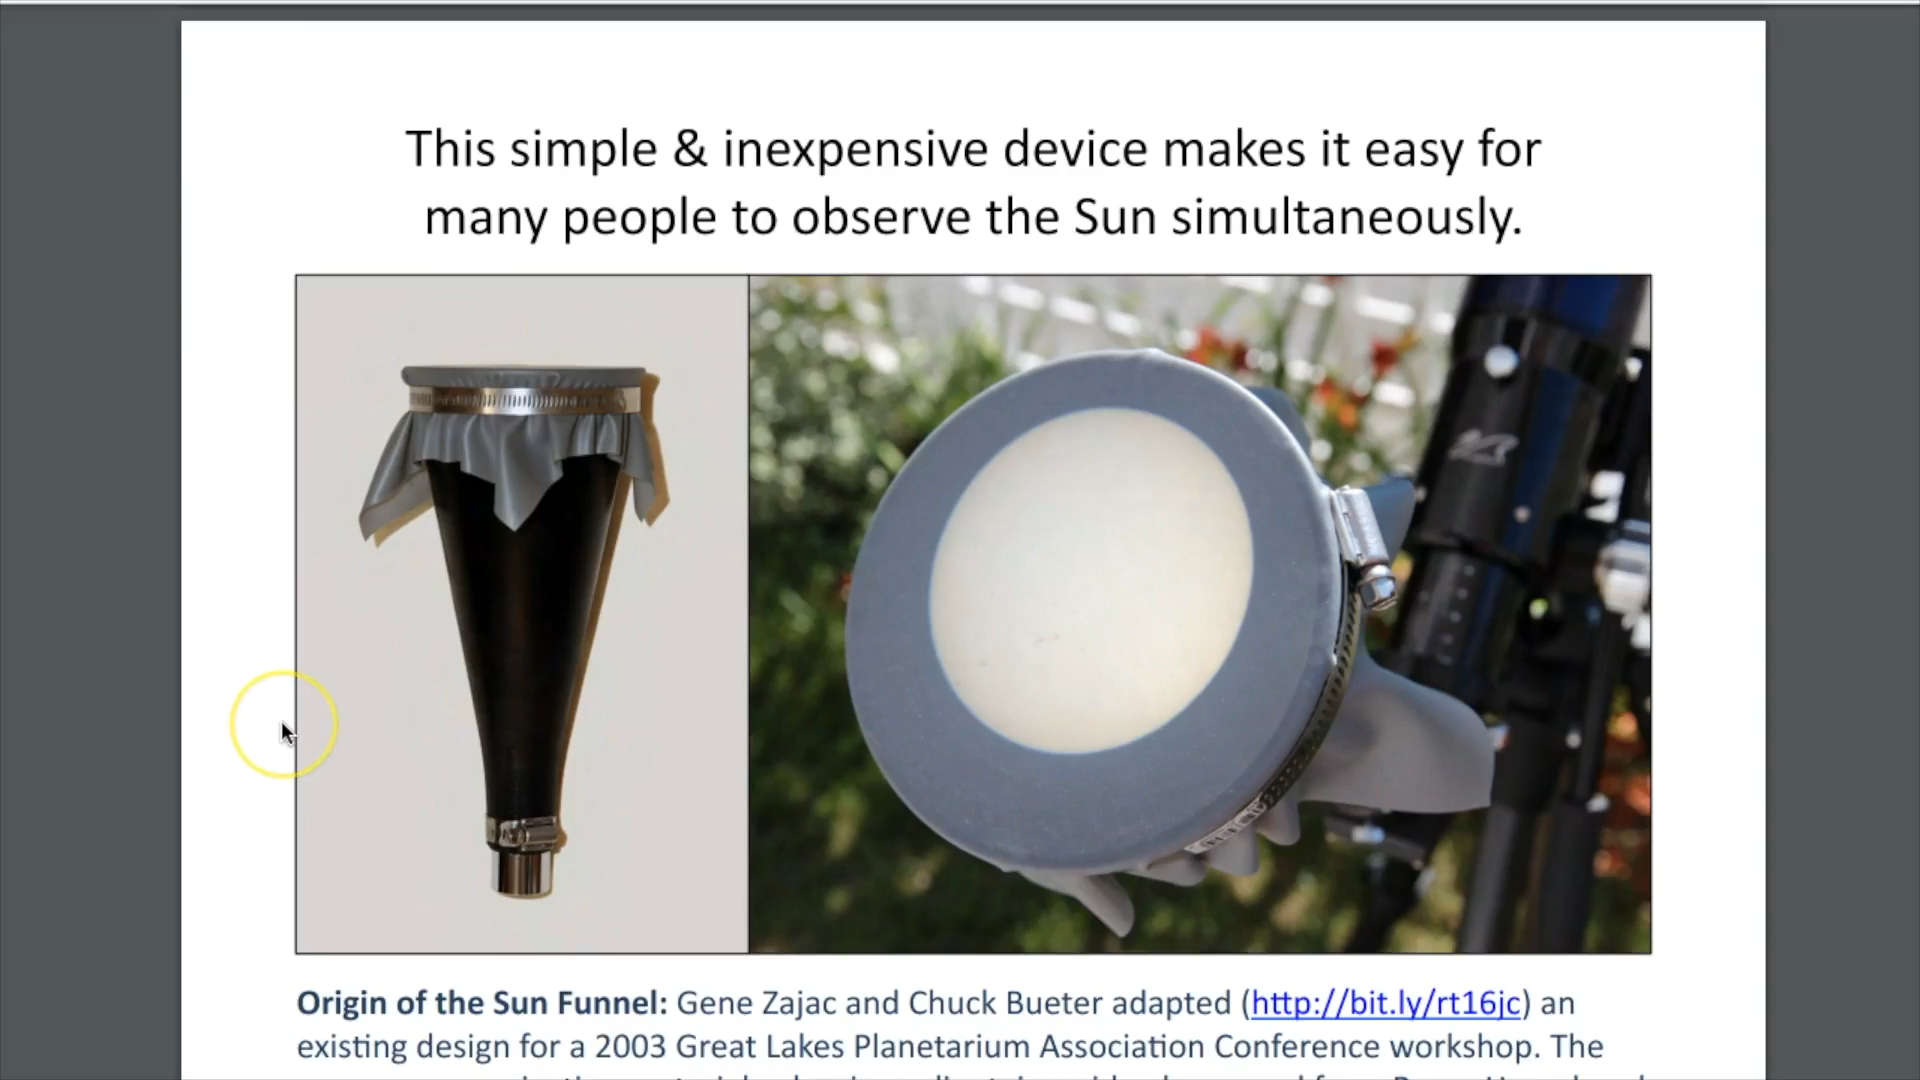 This simple & inexpensive device makes it easy for
many people to observe the Sun simultaneously.
Origin of the Sun Funnel: Gene Zajac and Chuck Bueter adapted (http://bit.ly/rt16jc) an
existing design for a 2003 Great Lakes Planetarium Association Conference workshop. The